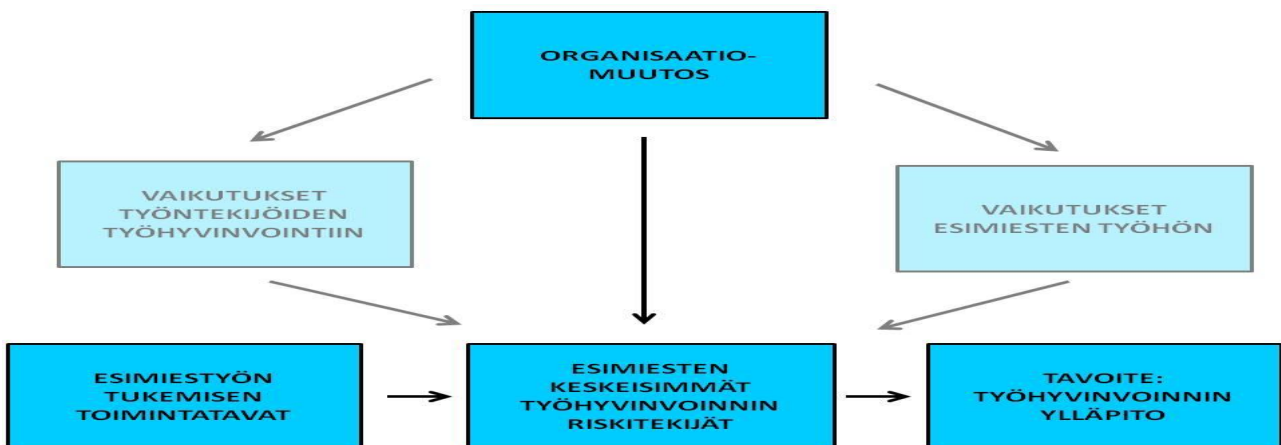 ORGANISAATIO-
MUUTOS
VAIKUTUKSET
TYÖNTEKIJÖIDEN
TYÖHYVINVOINTIIN
VAIKUTUKSET
ESIMIESTEN TYÖHÖN
ESIMIESTYÖN
TUKEMISEN
TOIMINTATAVAT
ESIMIESTEN
KESKEISIMMÄT
TYÖHYVINVOINNIN
RISKITEKIJÄT
TAVOITE:
TYÖHYVINVOINNIN
YLLÄPITO